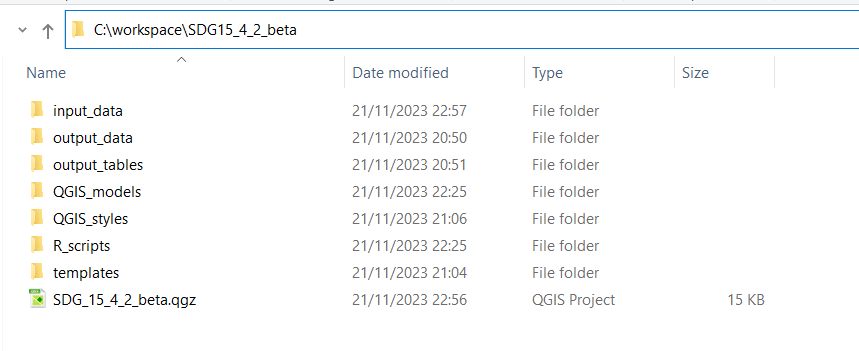 C:\workspace\SDG15_4_2_beta
Name Date modified Type Size
input_data 21/11/2023 22:57 File folder
output_data 21/11/2023 20:50 File folder
output_tables 21/11/2023 20:51 File folder
QGIS_models 21/11/2023 22:25 File folder
QGIS_styles 21/11/2023 21:06 File folder
R_scripts 21/11/2023 22:25 File folder
templates 21/11/2023 21:04 File folder
SDG_15_4_2_beta.qgz 21/11/2023 22:56 QGIS Project 15 KB